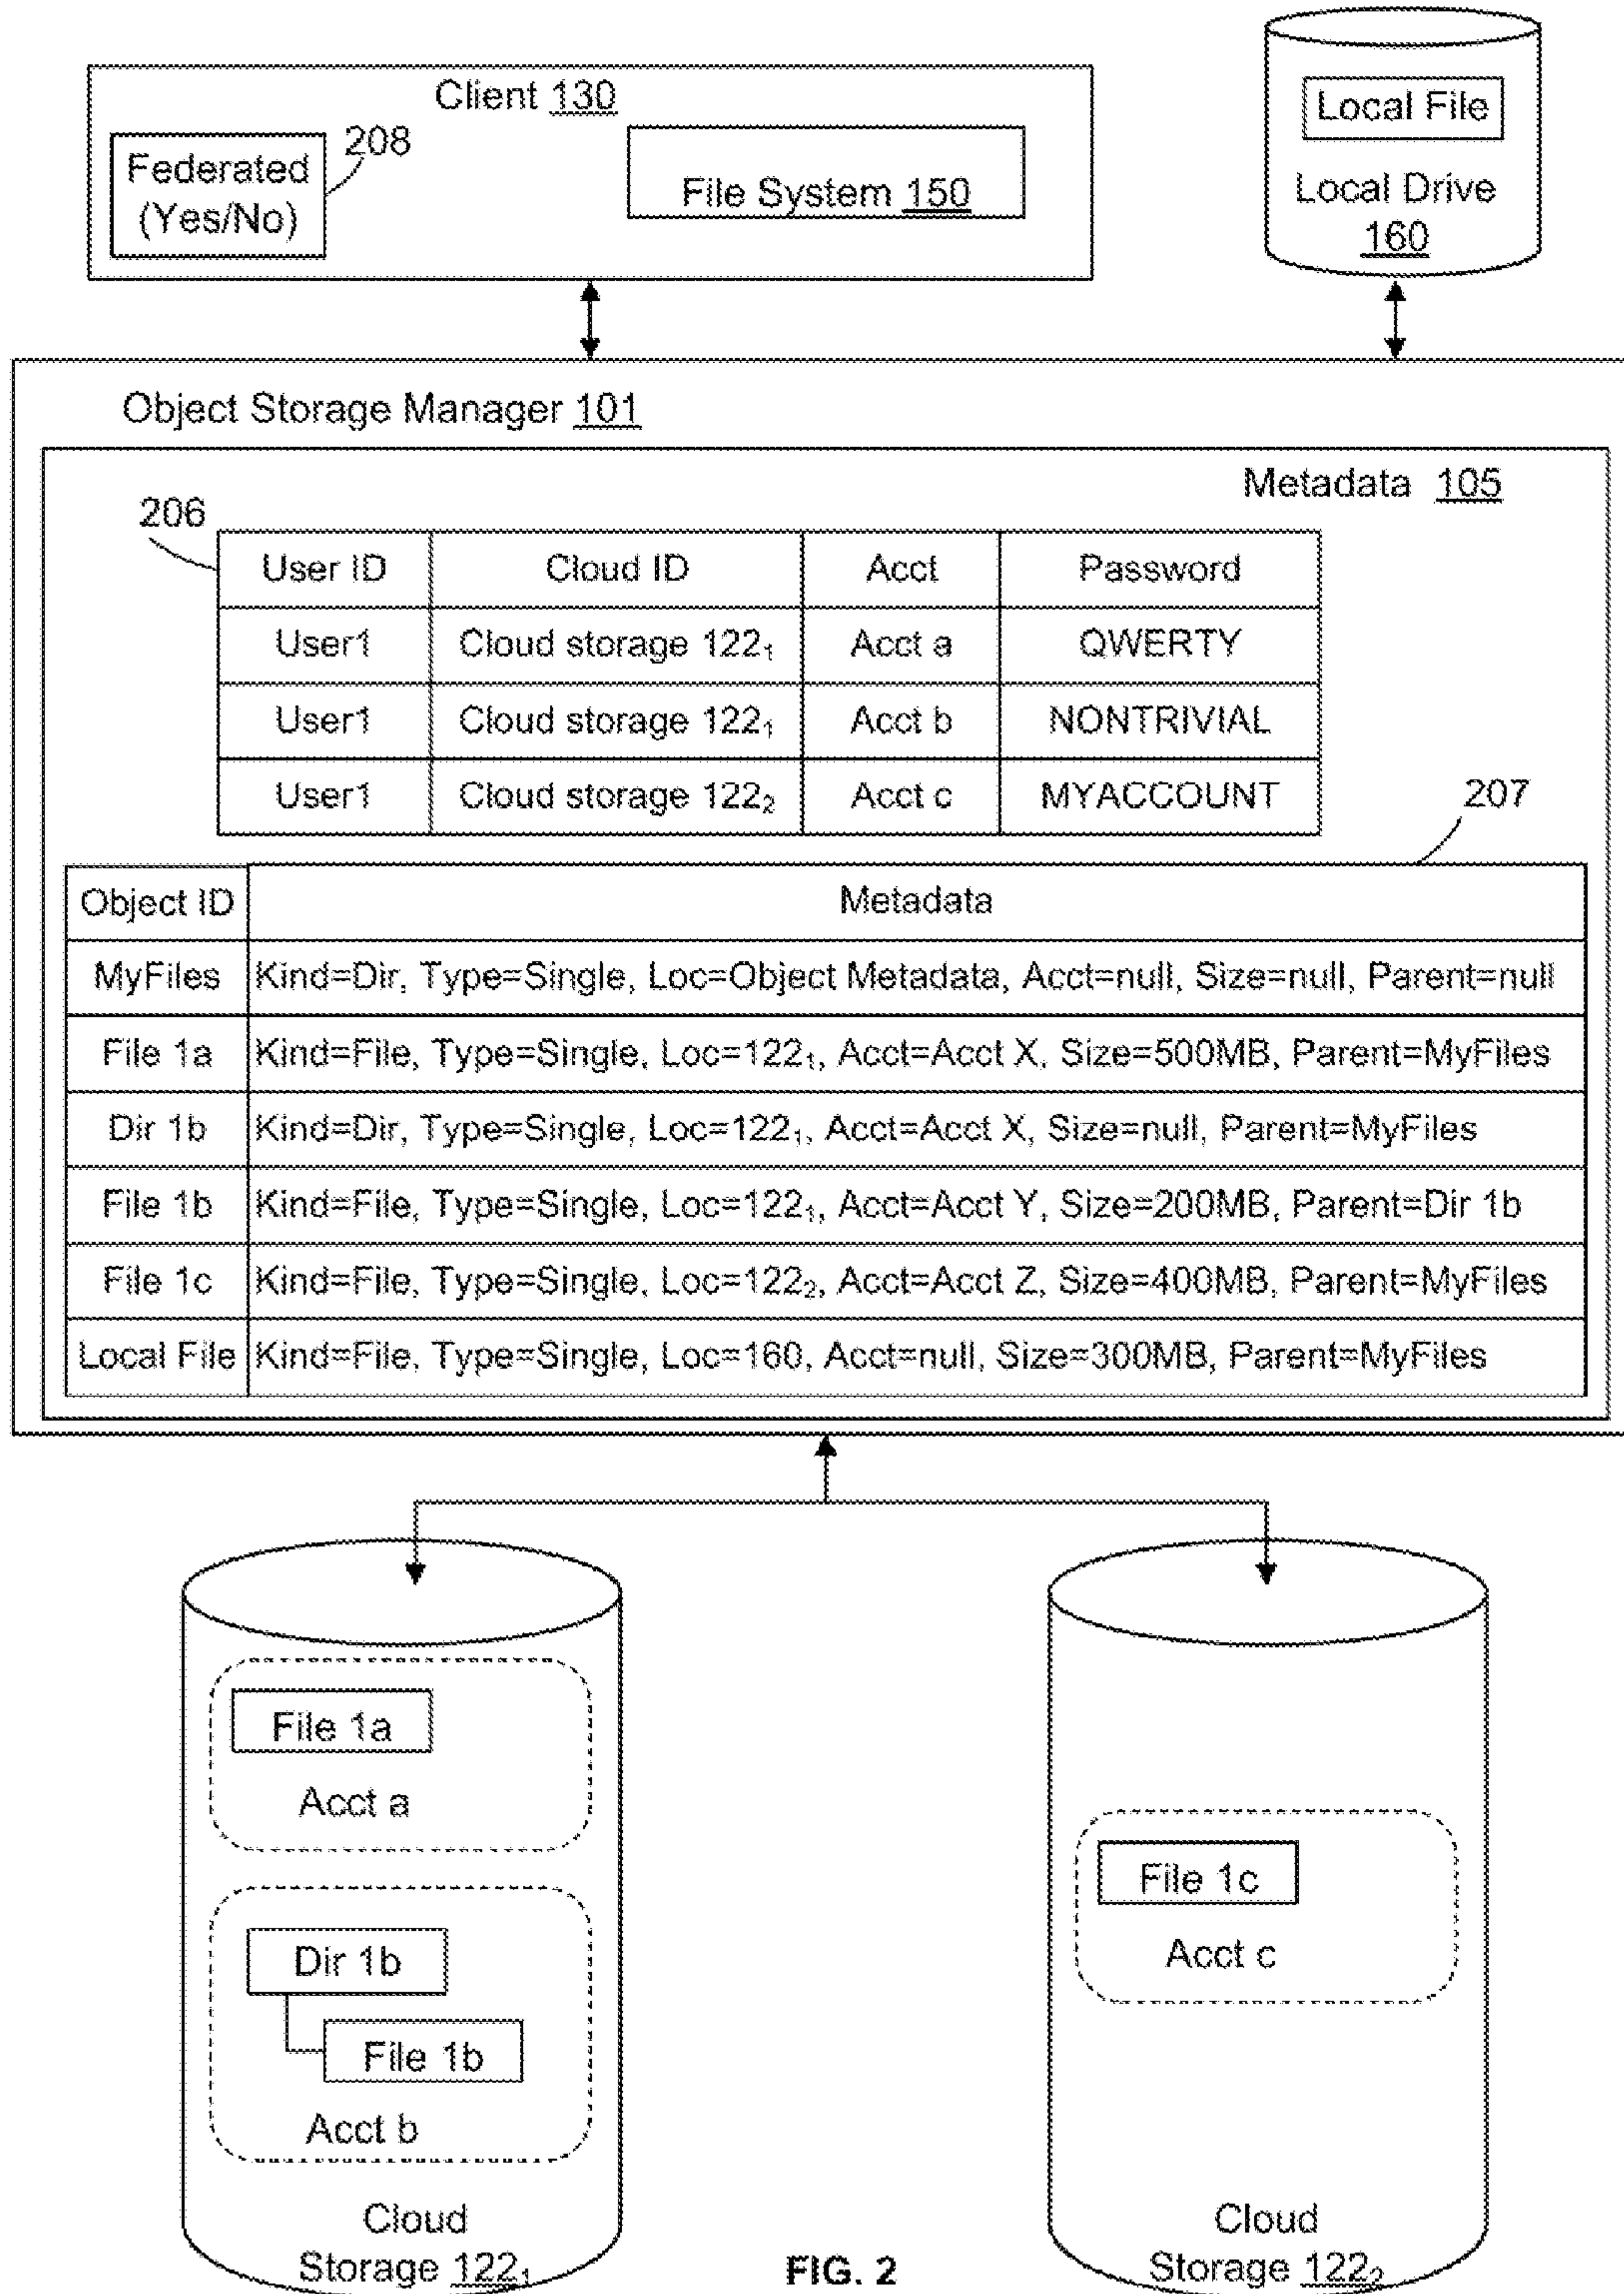 Client 130
208
Federated
(Yes/No)
File System 150
Local File
Local Drive
160
Object Storage Manager 101
Metadata 105
206
User ID Cloud ID Acct Password
User1 Cloud storage 122₁ Acct a QWERTY
User1 Cloud storage 122₁ Acct b NONTRIVIAL
User1 Cloud storage 122₂ Acct c MYACCOUNT
207
Object ID Metadata
MyFiles Kind=Dir, Type=Single, Loc=Object Metadata, Acct=null, Size=null, Parent=null
File 1a Kind=File, Type=Single, Loc=122₁, Acct=Acct X, Size=500MB, Parent=MyFiles
Dir 1b Kind=Dir, Type=Single, Loc=122₁, Acct=Acct X, Size=null, Parent=MyFiles
File 1b Kind=File, Type=Single, Loc=122₁, Acct=Acct Y, Size=200MB, Parent=Dir 1b
File 1c Kind=File, Type=Single, Loc=122₂, Acct=Acct Z, Size=400MB, Parent=MyFiles
Local File Kind=File, Type=Single, Loc=160, Acct=null, Size=300MB, Parent=MyFiles
File 1a
Acct a
Dir 1b
File 1b
Acct b
Cloud
Storage 122₁
File 1c
Acct c
Cloud
Storage 122₂
FIG. 2